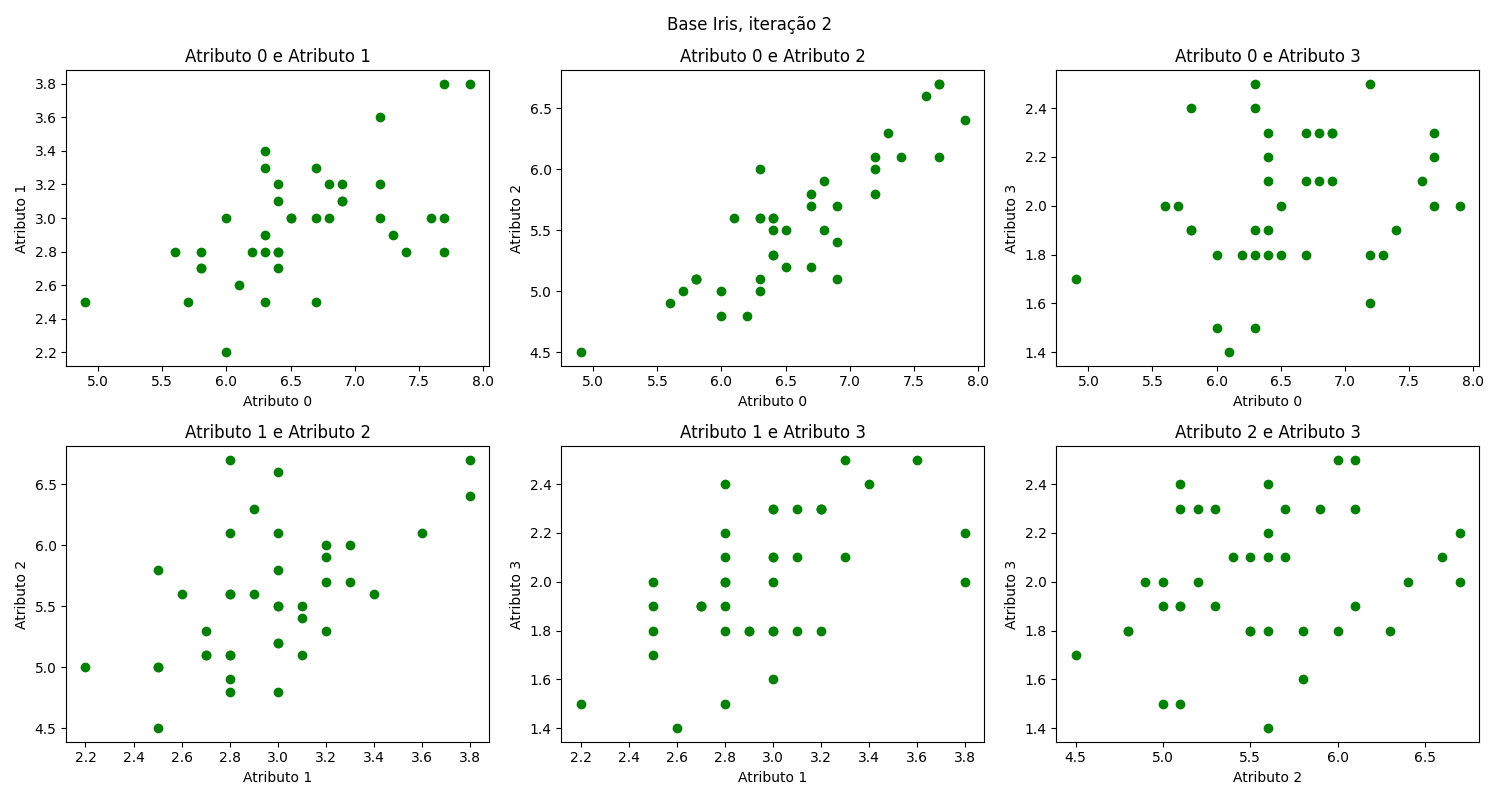 Base Iris, iteração 2
Atributo 0 e Atributo 1
3.8
3.6
3.4
3.2
3.0
2.8
2.6
2.4
2.2
Atributo 1
5.0 5.5 6.0 6.5 7.0 7.5 8.0
Atributo 0
Atributo 0 e Atributo 2
6.5
6.0
5.5
5.0
4.5
Atributo 2
5.0 5.5 6.0 6.5 7.0 7.5 8.0
Atributo 0
Atributo 0 e Atributo 3
2.4
2.2
2.0
1.8
1.6
1.4
Atributo 3
5.0 5.5 6.0 6.5 7.0 7.5 8.0
Atributo 0
Atributo 1 e Atributo 2
6.5
6.0
5.5
5.0
4.5
Atributo 2
2.2 2.4 2.6 2.8 3.0 3.2 3.4 3.6 3.8
Atributo 1
Atributo 1 e Atributo 3
2.4
2.2
2.0
1.8
1.6
1.4
Atributo 3
2.2 2.4 2.6 2.8 3.0 3.2 3.4 3.6 3.8
Atributo 1
Atributo 2 e Atributo 3
2.4
2.2
2.0
1.8
1.6
1.4
Atributo 3
4.5 5.0 5.5 6.0 6.5
Atributo 2